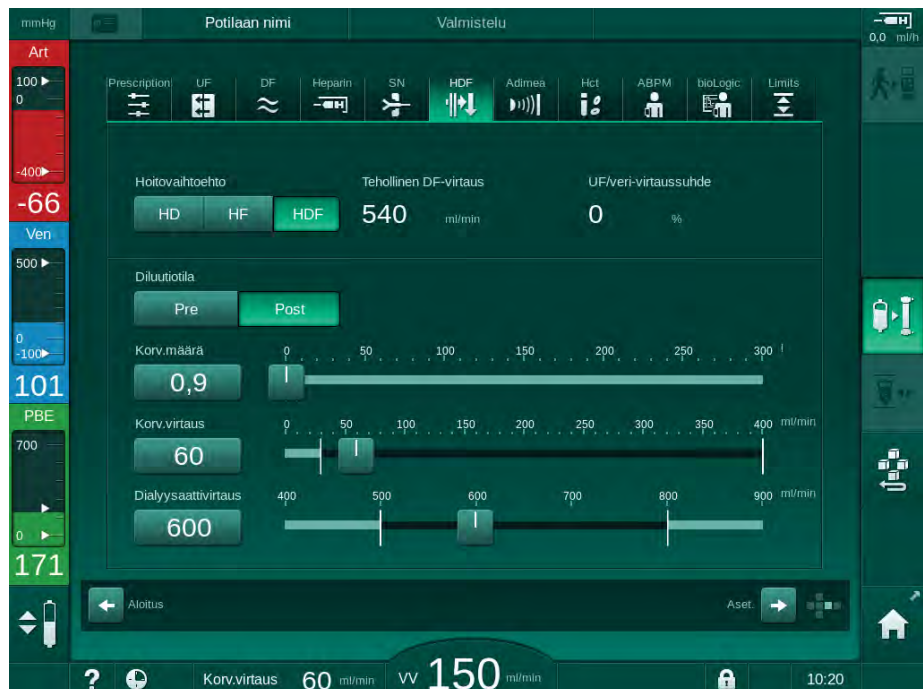 mmHg Potilaan nimi Valmistelu 0,0 ml/h
Art
100
0
-400
-66
Ven
500
0
-100
101
PBE
700
0
171
Prescription UF DF Heparin SN HDF Adimea Hct ABPM bioLogic Limits
Hoitovaihtoehto Tehollinen DF-virtaus UF/veri-virtaussuhde
HD HF HDF 540 ml/min 0 %
Diluutiotila
Pre Post
Korv.määrä 0 50 100 150 200 250 300 l
0,9
Korv.virtaus 0 50 100 150 200 250 300 350 400 ml/min
60
Dialyysaattivirtaus 400 500 600 700 800 900 ml/min
600
Aloitus Aset.
? Korv.virtaus 60 ml/min VV 150 ml/min 10:20